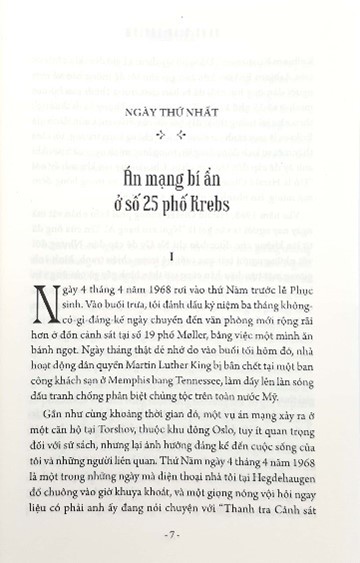 NGÀY THỨ NHẤT
Án mạng bí ẩn
ở số 25 phố Krebs
I
Ngày 4 tháng 4 năm 1968 rơi vào thứ Năm trước lễ Phục
sinh. Vào buổi trưa, tôi đánh dấu kỷ niệm ba tháng không-
có-gì-đáng-kể ngày chuyển đến văn phòng mới rộng rãi
hơn ở đồn cảnh sát tại số 19 phố Møller, bằng việc một mình ăn
bánh ngọt. Ngày tháng thật dễ nhớ do vào buổi tối hôm đó, nhà
hoạt động dân quyền Martin Luther King bị bắn chết tại một ban
công khách sạn ở Memphis bang Tennessee, làm dấy lên làn sóng
đấu tranh chống phân biệt chủng tộc trên toàn nước Mỹ.
Gần như cùng khoảng thời gian đó, một vụ án mạng xảy ra ở
một căn hộ tại Torshov, thuộc khu đông Oslo, tuy ít quan trọng
đối với sử sách, nhưng lại ảnh hưởng đáng kể đến cuộc sống của
tôi và những người liên quan. Thứ Năm ngày 4 tháng 4 năm 1968
là một trong những ngày mà điện thoại nhà tôi tại Hegdehaugen
đổ chuông vào giờ khuya khoắt, và một giọng nóng vội hỏi ngay
liệu có phải anh ấy đang nói chuyện với “Thanh tra Cảnh sát
- 7 -